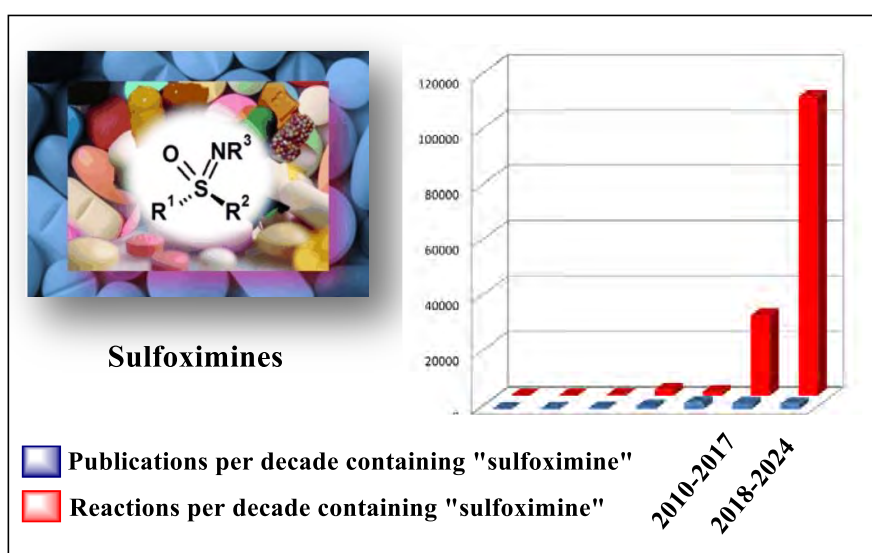 O
NR³
S
R¹
R²
Sulfoximines
120000
100000
80000
60000
40000
20000
Publications per decade containing "sulfoximine"
Reactions per decade containing "sulfoximine"
2010-2017
2018-2024